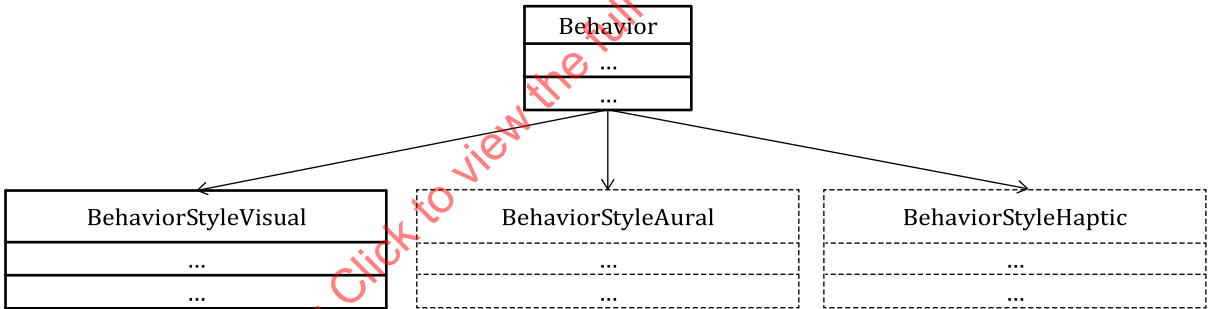 Behavior
...
...
Click to view the full
BehaviorStyleVisual
...
...
BehaviorStyleAural
...
...
BehaviorStyleHaptic
...
...